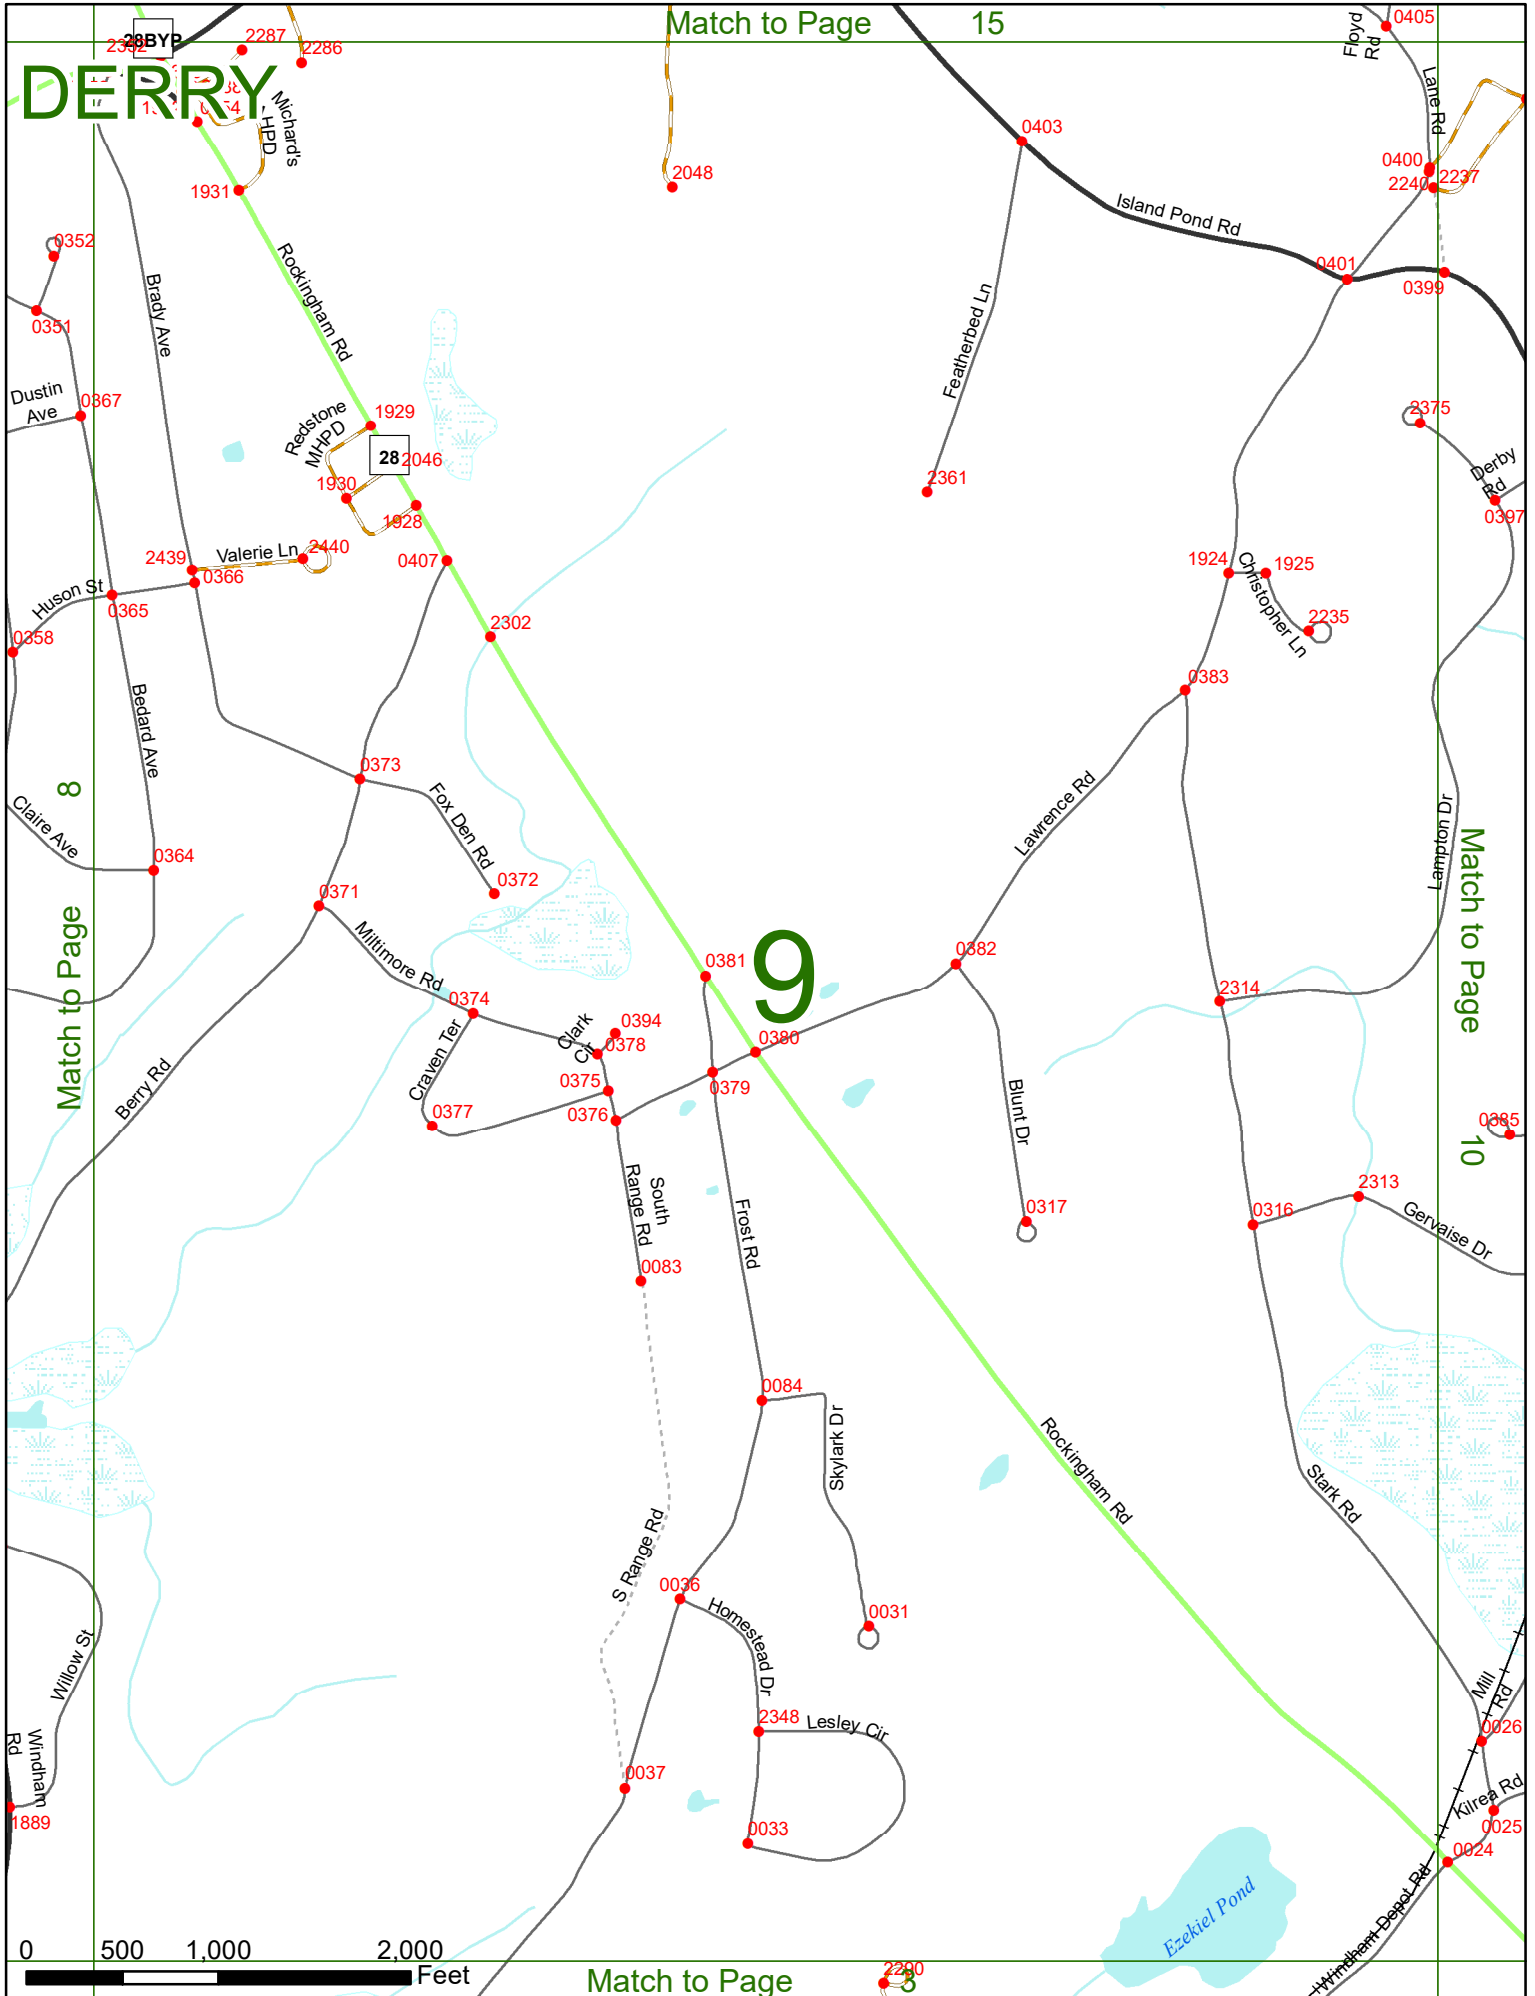 Match to Page 15
28BYP
2287
2286
DERRY
Michard's
MHPD
1931
2048
0403
Floyd
Rd
0405
Lane Rd
0400
2240
2237
Island Pond Rd
0401
0399
0352
0351
Brady Ave
Rockingham Rd
Featherbed Ln
Dustin
Ave
0367
Redstone
MHPD
1929
28
2046
1930
1928
2361
2375
Derby
Rd
0397
2439
Valerie Ln
2440
0407
0366
Huson St
0365
0358
2302
1924
1925
Christopher Ln
2235
0383
Bedard Ave
0373
Fox Den Rd
0372
Lawrence Rd
Lampton Dr
8
Match to Page
Claire Ave
0364
0371
Miltimore Rd
0374
9
0381
0382
2314
Match to Page
10
Clark
Cir
0394
0378
0380
0379
Craven Ter
0375
0376
0377
Berry Rd
Blunt Dr
0385
South
Range Rd
Frost Rd
0317
2313
0316
Gervaise Dr
0083
0084
Skylark Dr
Rockingham Rd
Stark Rd
S Range Rd
0036
Homestead Dr
0031
Willow St
Windham
Rd
1889
2348
Lesley Cir
0037
0033
Mill
Rd
0026
Kilrea Rd
0025
0024
Windham Depot Rd
Ezekiel Pond
0 500 1,000 2,000
Feet
Match to Page 3
2290